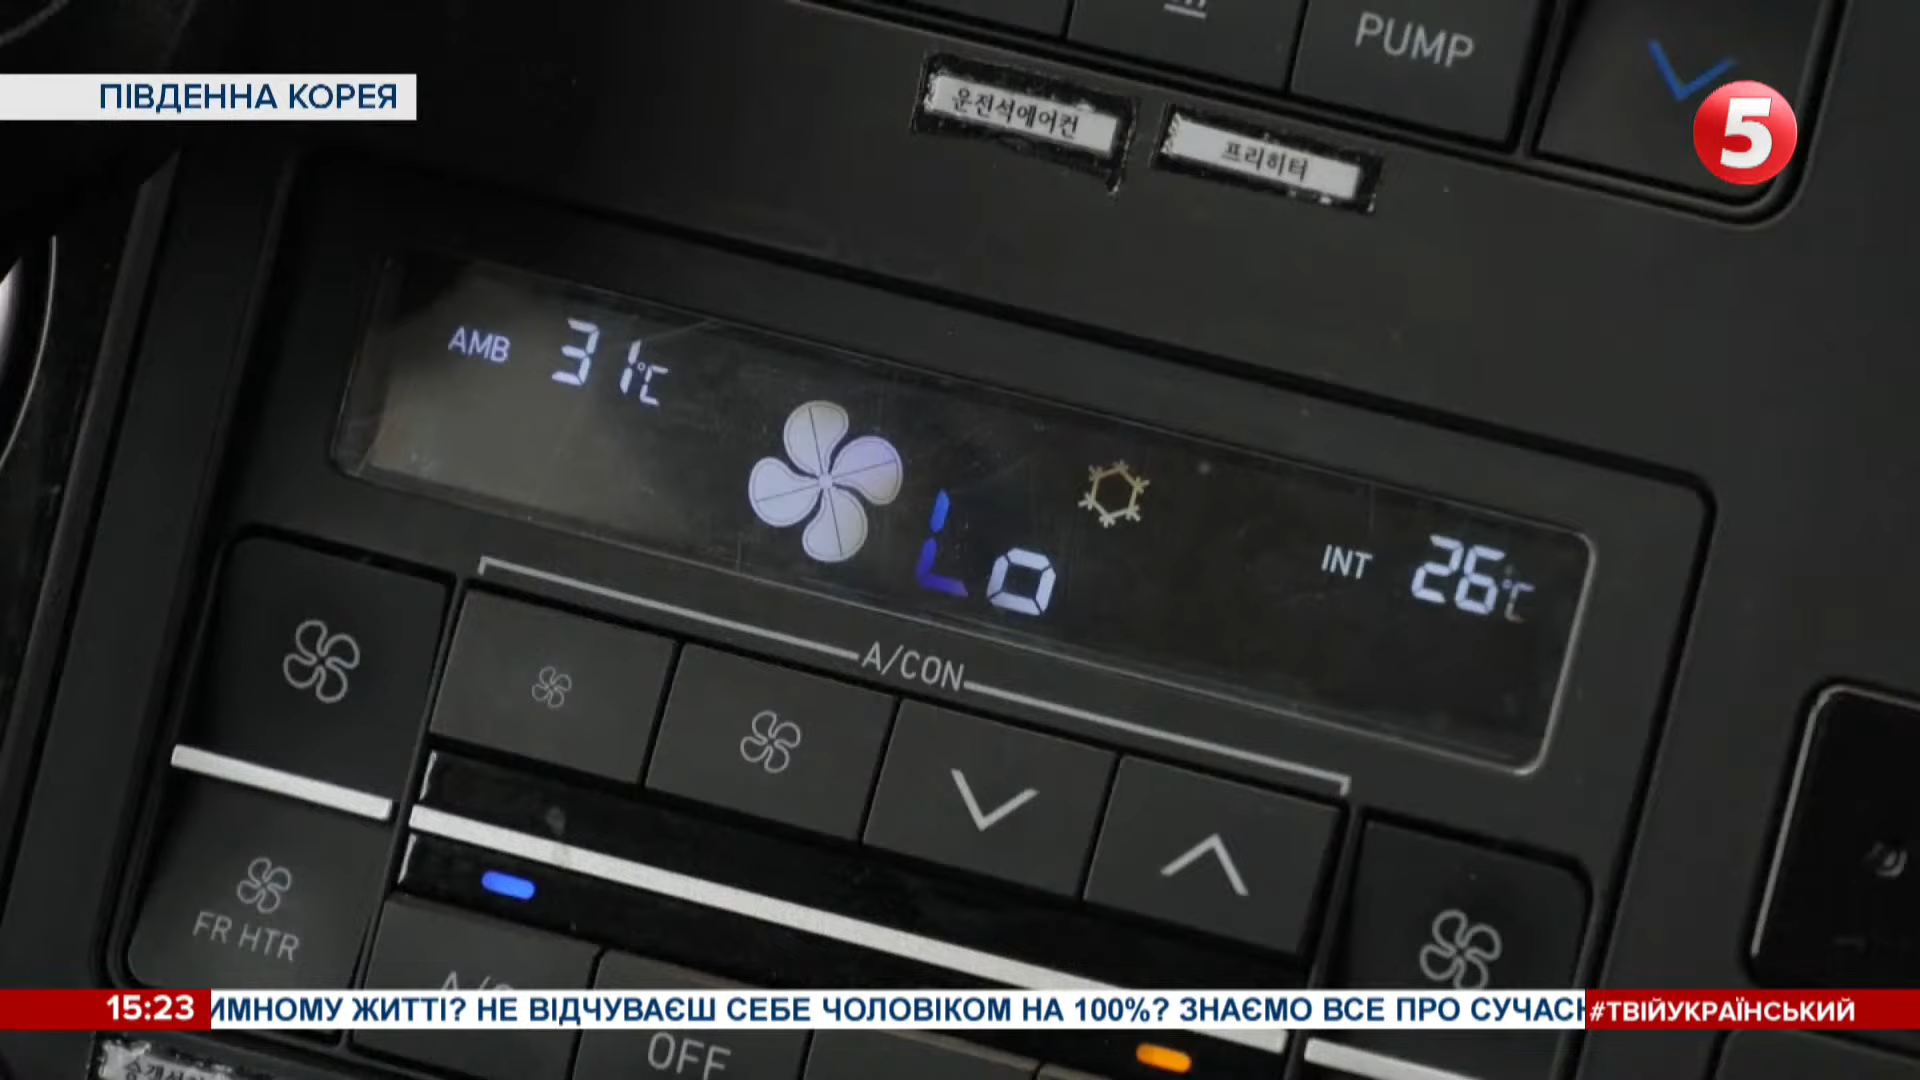 PUMP
ПІВДЕННА КОРЕЯ
운전석에어컨
프리히터
5
AMB 31℃
Lo
INT 26℃
A/CON
FR HTR
OFF
15:23 ИМНОМУ ЖИТТІ? НЕ ВІДЧУВАЄШ СЕБЕ ЧОЛОВІКОМ НА 100%? ЗНАЄМО ВСЕ ПРО СУЧАСН #ТВІЙУКРАЇНСЬКИЙ